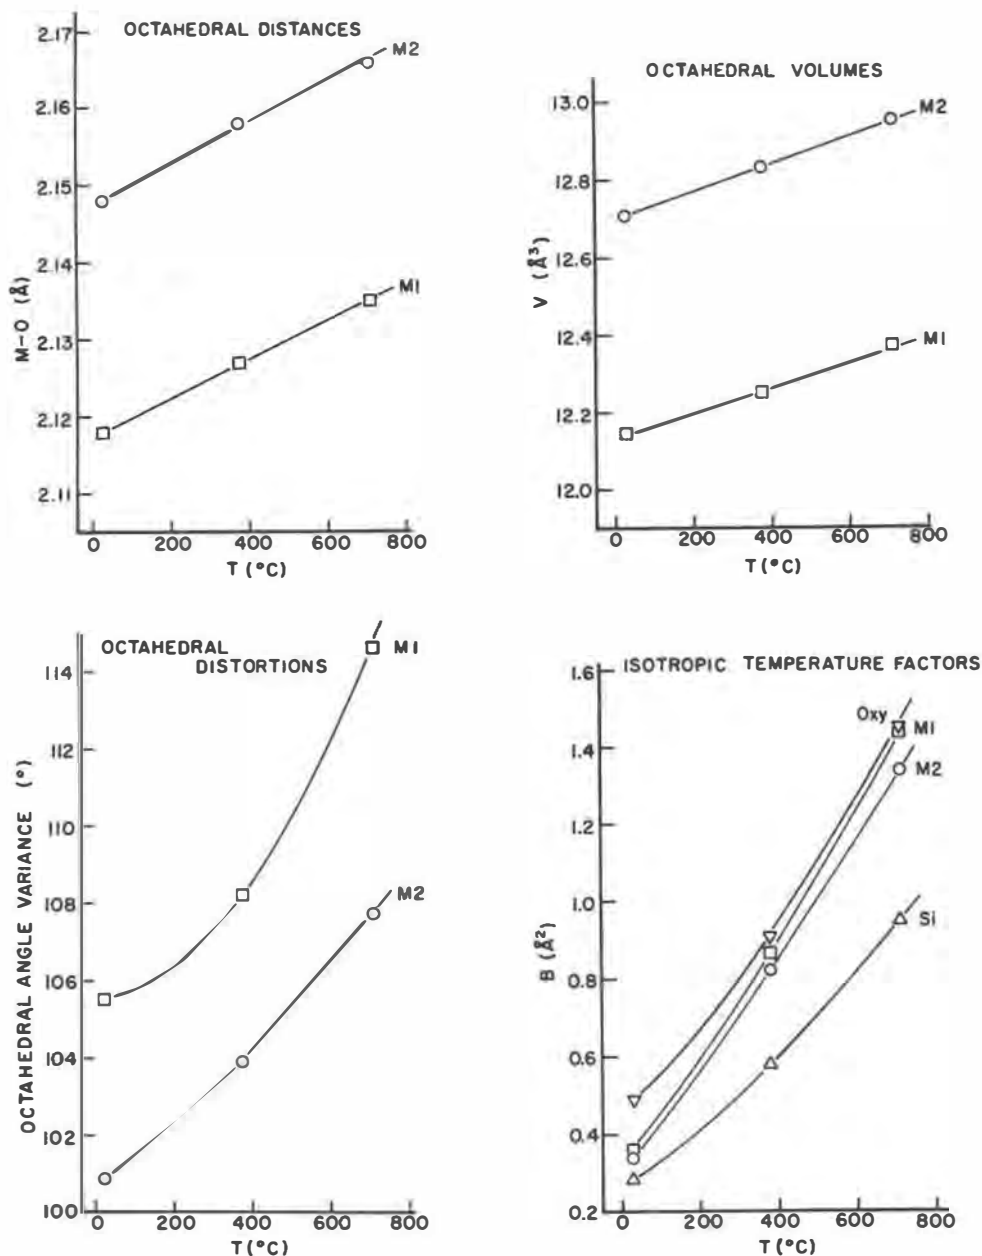 OCTAHEDRAL DISTANCES
2.17
2.16
2.15
2.14
2.13
2.12
2.11
M-O (Å)
M2
M1
0 200 400 600 800
T (°C)
OCTAHEDRAL VOLUMES
13.0
12.8
12.6
12.4
12.2
12.0
V (Å³)
M2
M1
0 200 400 600 800
T (°C)
OCTAHEDRAL
DISTORTIONS
114
112
110
108
106
104
102
100
OCTAHEDRAL ANGLE VARIANCE (°)
M1
M2
0 200 400 600 800
T (°C)
ISOTROPIC TEMPERATURE FACTORS
1.6
1.4
1.2
1.0
0.8
0.6
0.4
0.2
B (Å²)
Oxy
M1
M2
Si
0 200 400 600 800
T (°C)